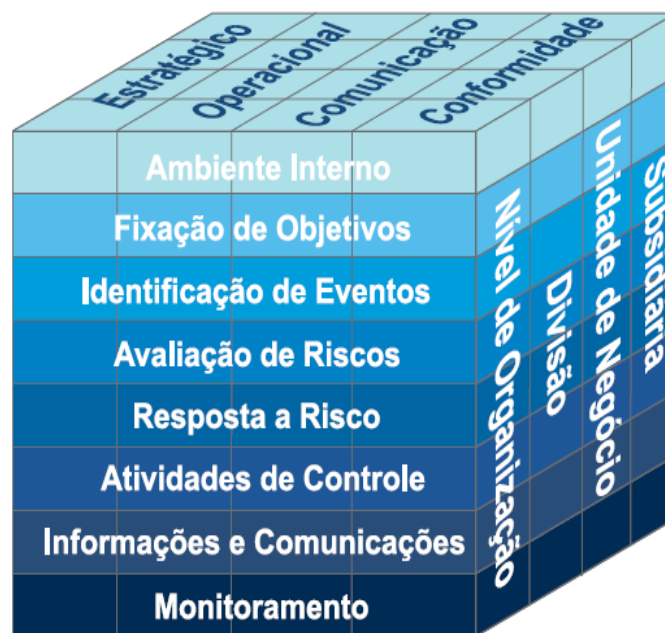 Estratégico
Operacional
Comunicação
Conformidade
Ambiente Interno
Fixação de Objetivos
Identificação de Eventos
Avaliação de Riscos
Resposta a Risco
Atividades de Controle
Informações e Comunicações
Monitoramento
Nível de Organização
Divisão
Unidade de Negócio
Subsidiaria